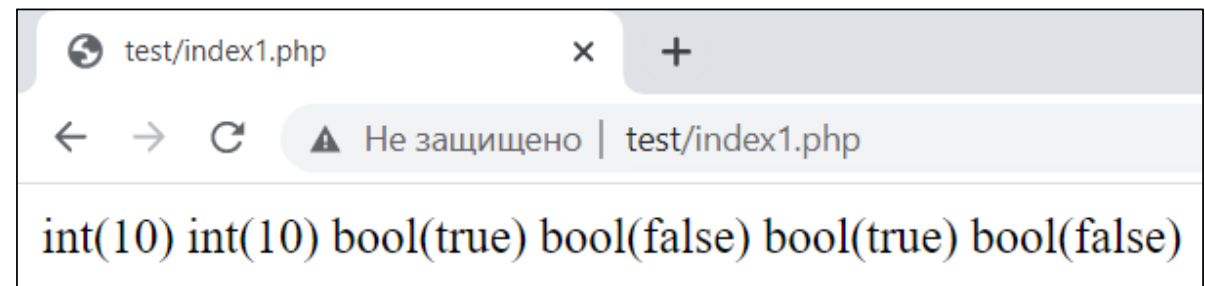 test/index1.php
Не защищено | test/index1.php
int(10) int(10) bool(true) bool(false) bool(true) bool(false)